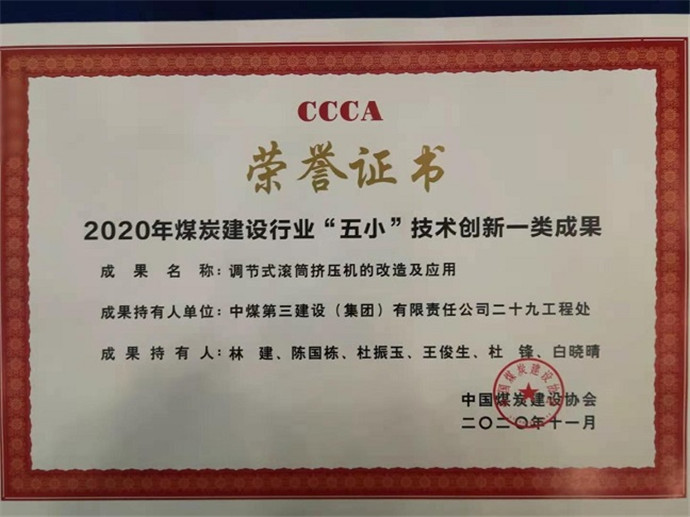 CCCA
荣誉证书
2020年煤炭建设行业“五小”技术创新一类成果
成果名称：调节式滚筒挤压机的改造及应用
成果持有人单位：中煤第三建设（集团）有限责任公司二十九工程处
成果持有人：林　建、陈国栋、杜振玉、王俊生、杜　锋、白晓晴
中国煤炭建设协会
二〇二〇年十一月